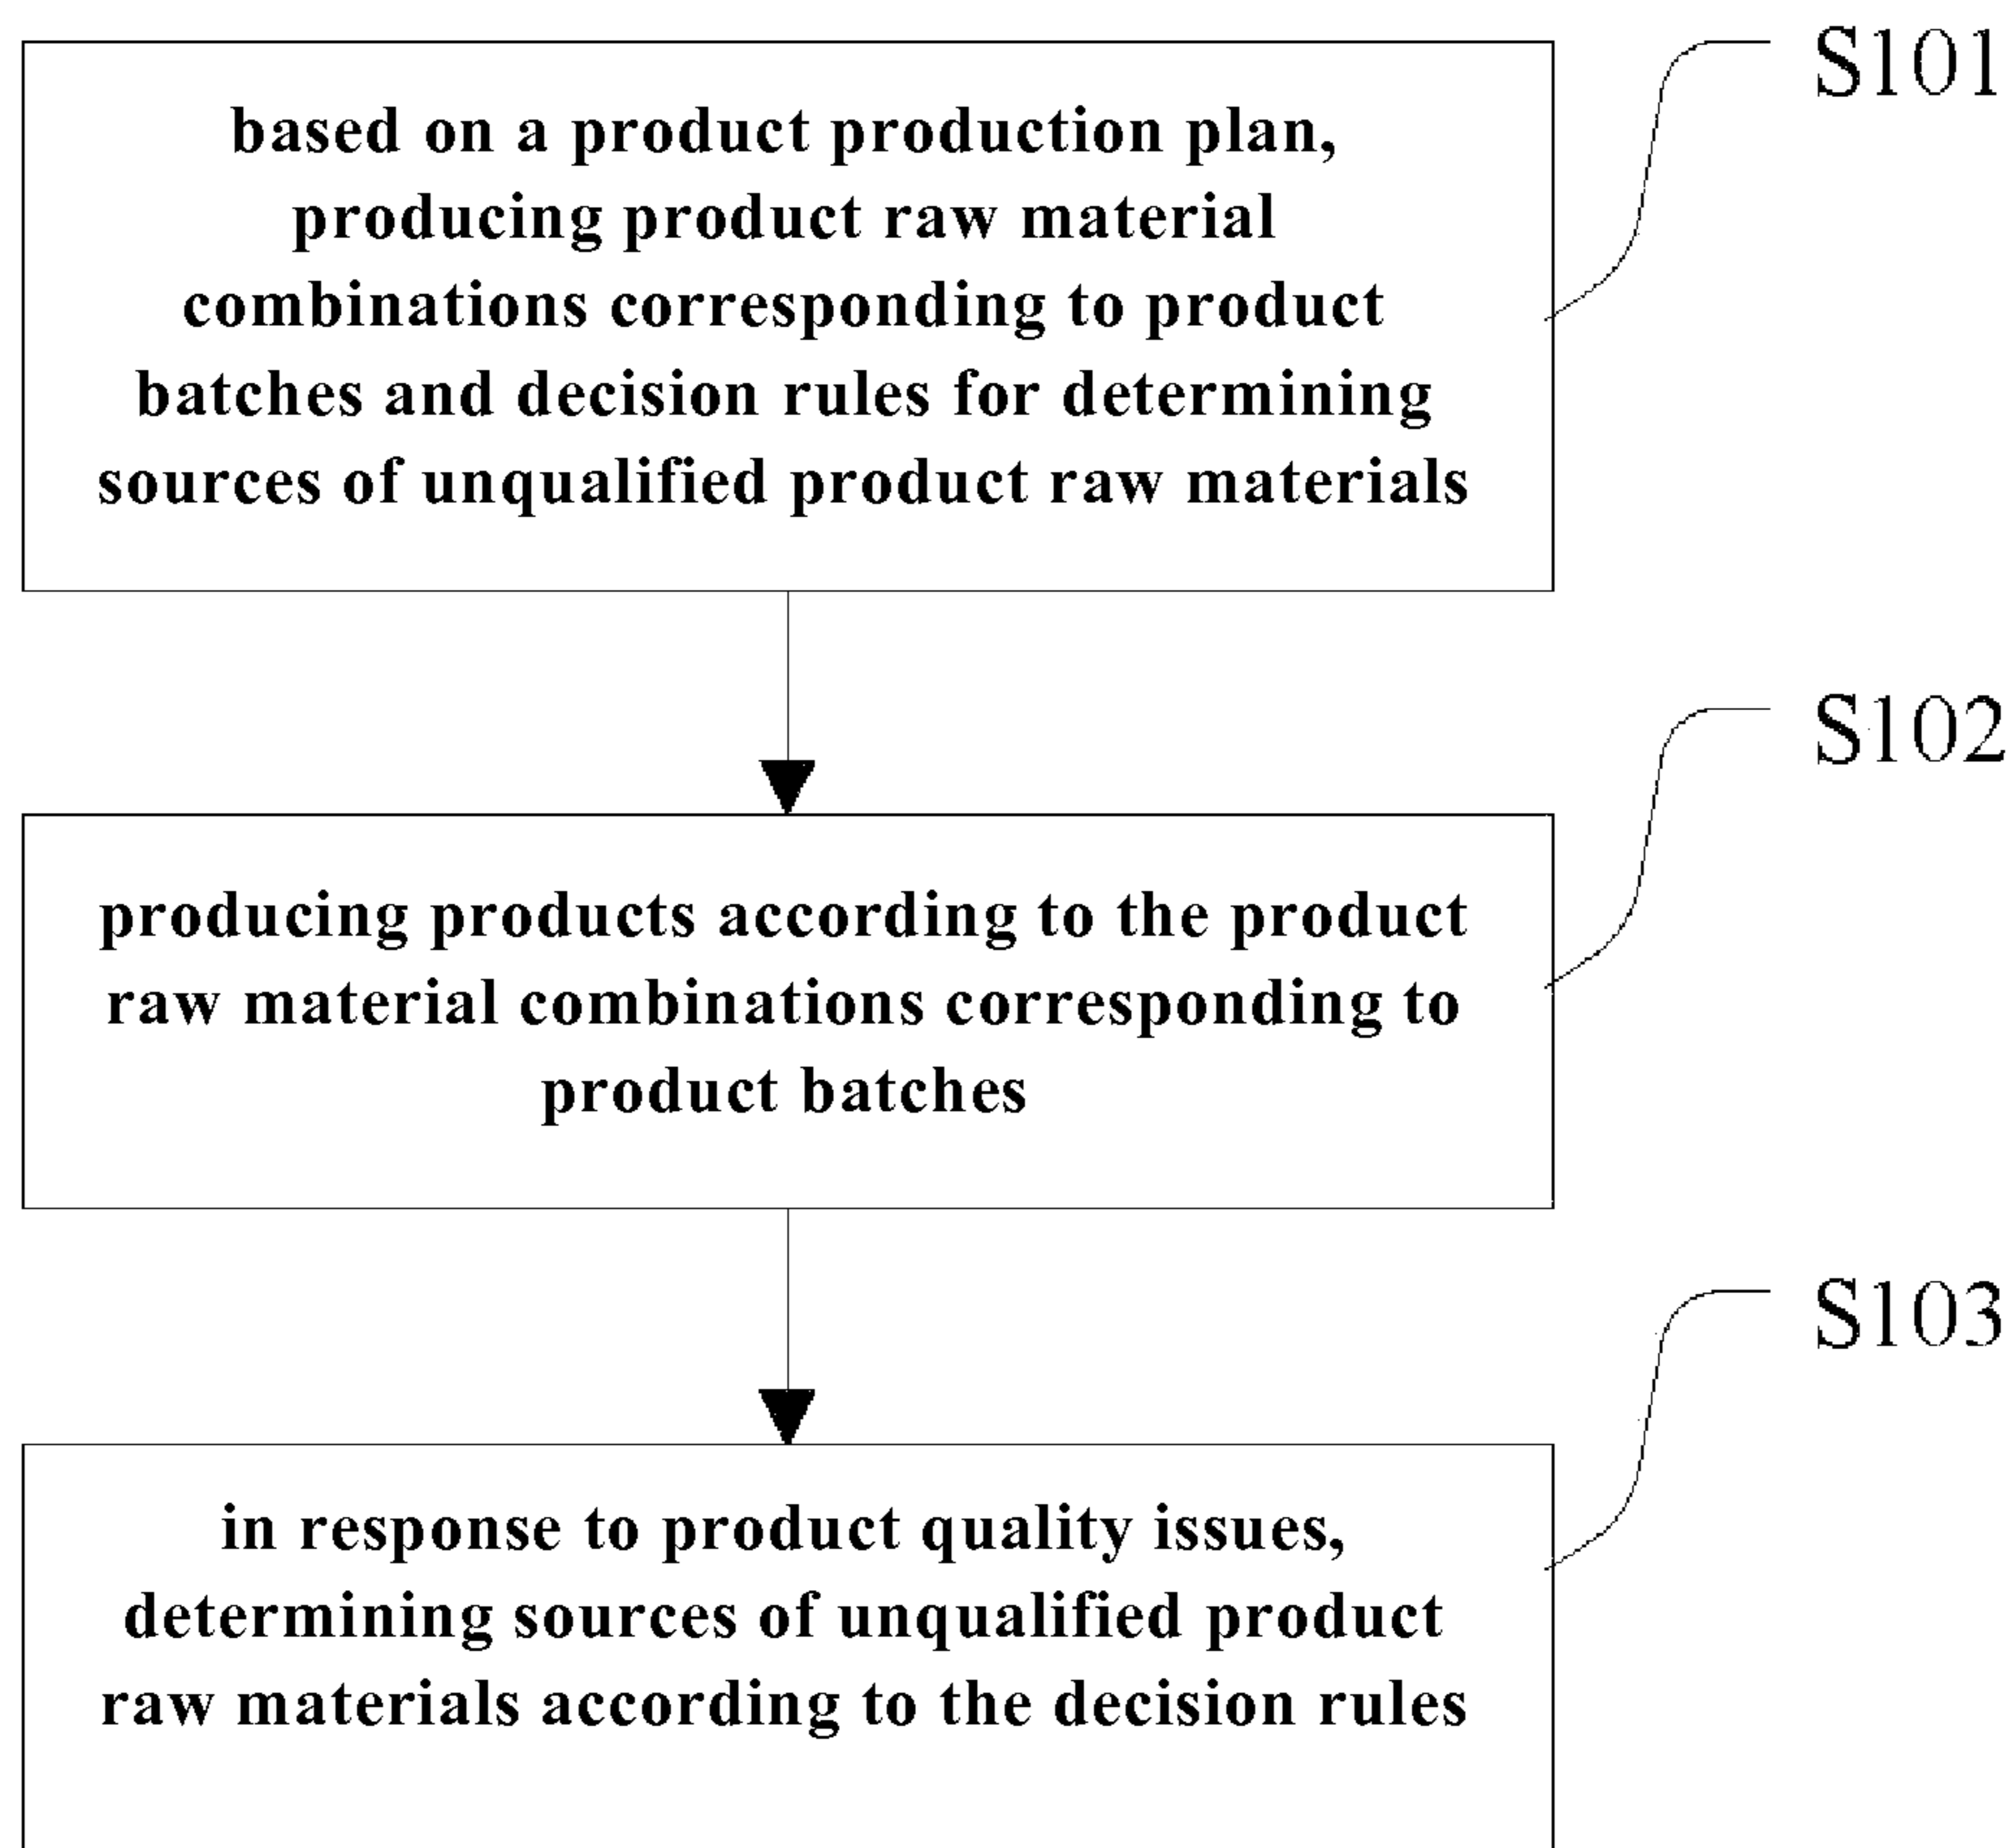 S101
based on a product production plan,
producing product raw material
combinations corresponding to product
batches and decision rules for determining
sources of unqualified product raw materials
S102
producing products according to the product
raw material combinations corresponding to
product batches
S103
in response to product quality issues,
determining sources of unqualified product
raw materials according to the decision rules